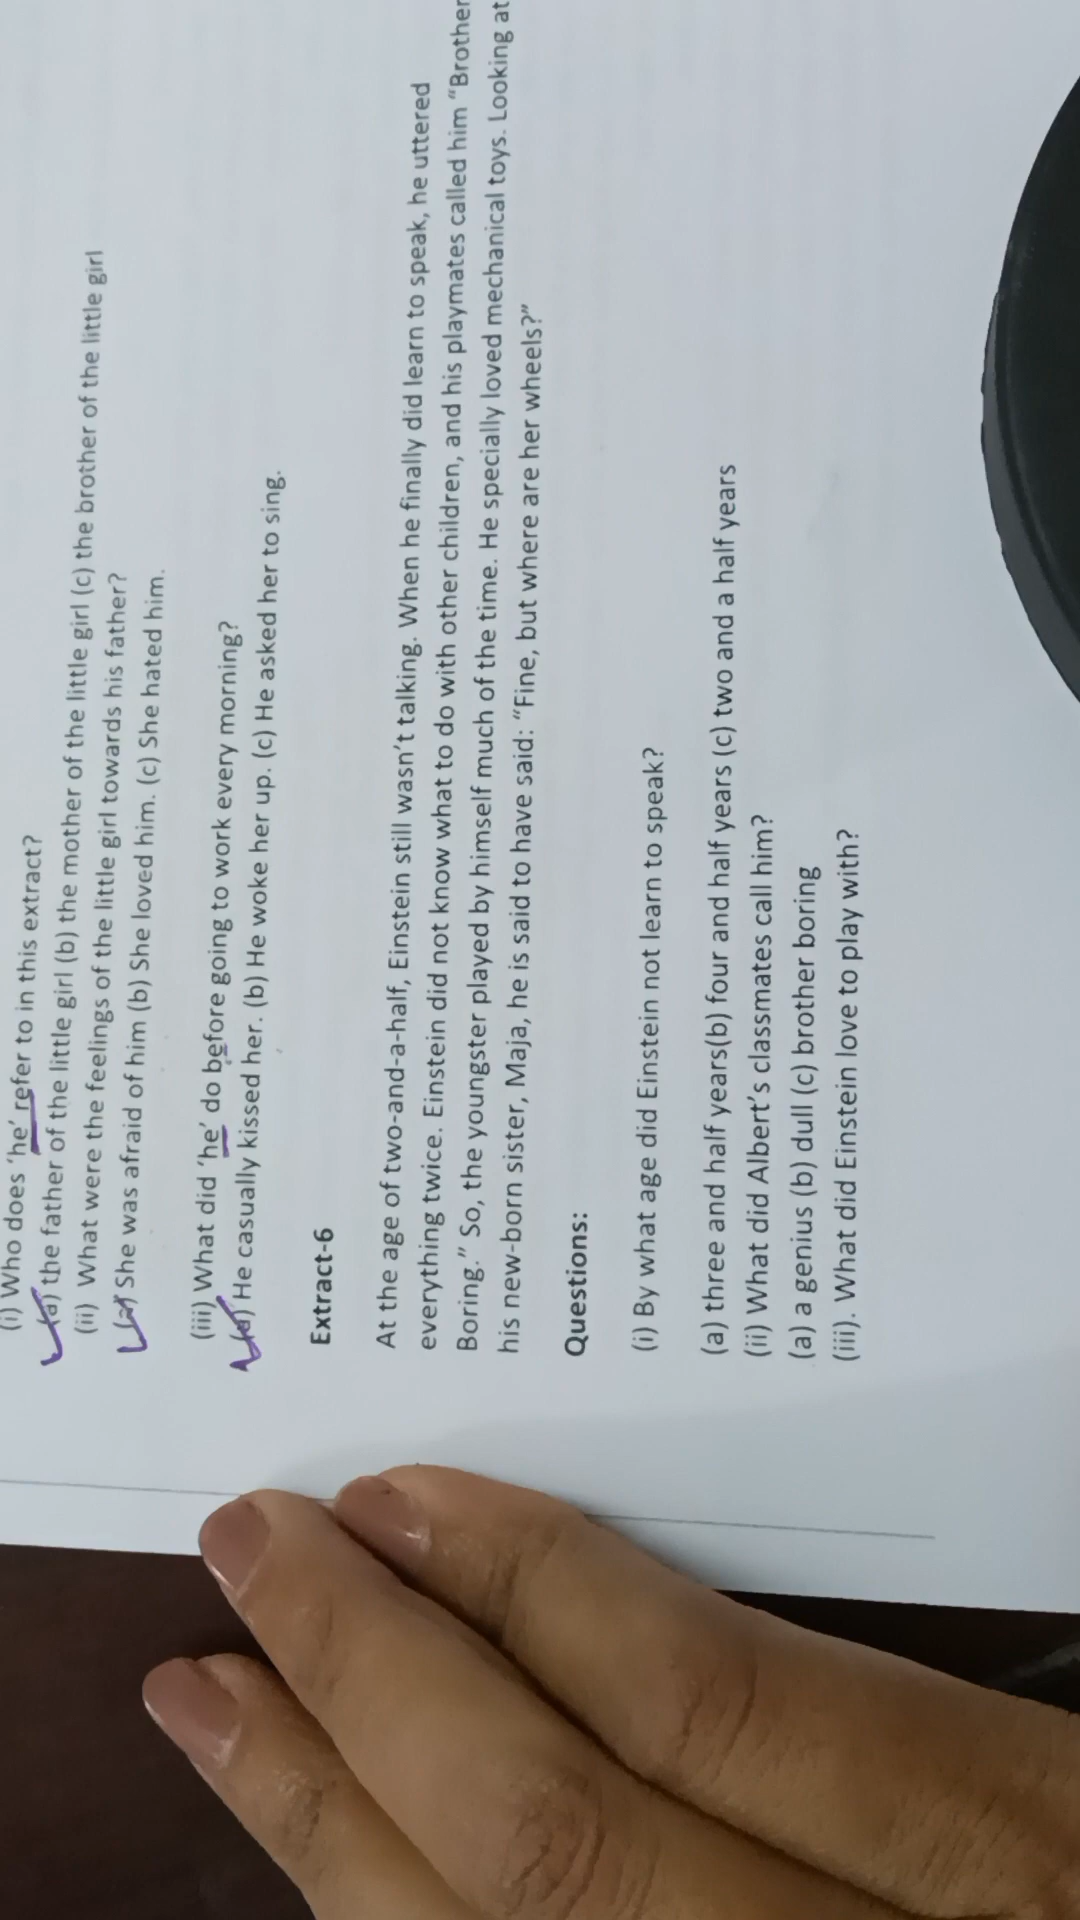 (i) Who does 'he' refer to in this extract?
(a) the father of the little girl (b) the mother of the little girl (c) the brother of the little girl
(ii) What were the feelings of the little girl towards his father?
(a) She was afraid of him (b) She loved him. (c) She hated him.
(iii) What did 'he' do before going to work every morning?
(a) He casually kissed her. (b) He woke her up. (c) He asked her to sing.
Extract-6
At the age of two-and-a-half, Einstein still wasn't talking. When he finally did learn to speak, he uttered
everything twice. Einstein did not know what to do with other children, and his playmates called him "Brother
Boring." So, the youngster played by himself much of the time. He specially loved mechanical toys. Looking at
his new-born sister, Maja, he is said to have said: "Fine, but where are her wheels?"
Questions:
(i) By what age did Einstein not learn to speak?
(a) three and half years(b) four and half years (c) two and a half years
(ii) What did Albert's classmates call him?
(a) a genius (b) dull (c) brother boring
(iii). What did Einstein love to play with?